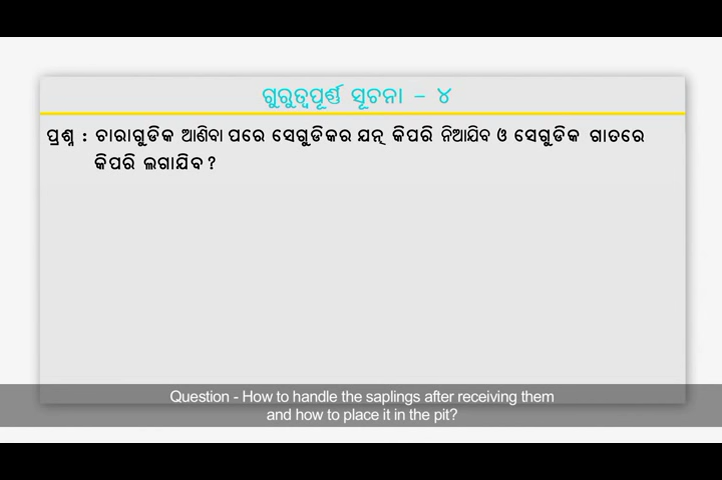 ଗୁରୁତ୍ୱପୂର୍ଣ୍ଣ ସୂଚନା – ୪
ପ୍ରଶ୍ନ : ଚାରାଗୁଡିକ ଆଣିବା ପରେ ସେଗୁଡିକର ଯତ୍ନ କିପରି ନିଆଯିବ ଓ ସେଗୁଡିକ ଗାତରେ
କିପରି ଲଗାଯିବ ?
Question - How to handle the saplings after receiving them
and how to place it in the pit?